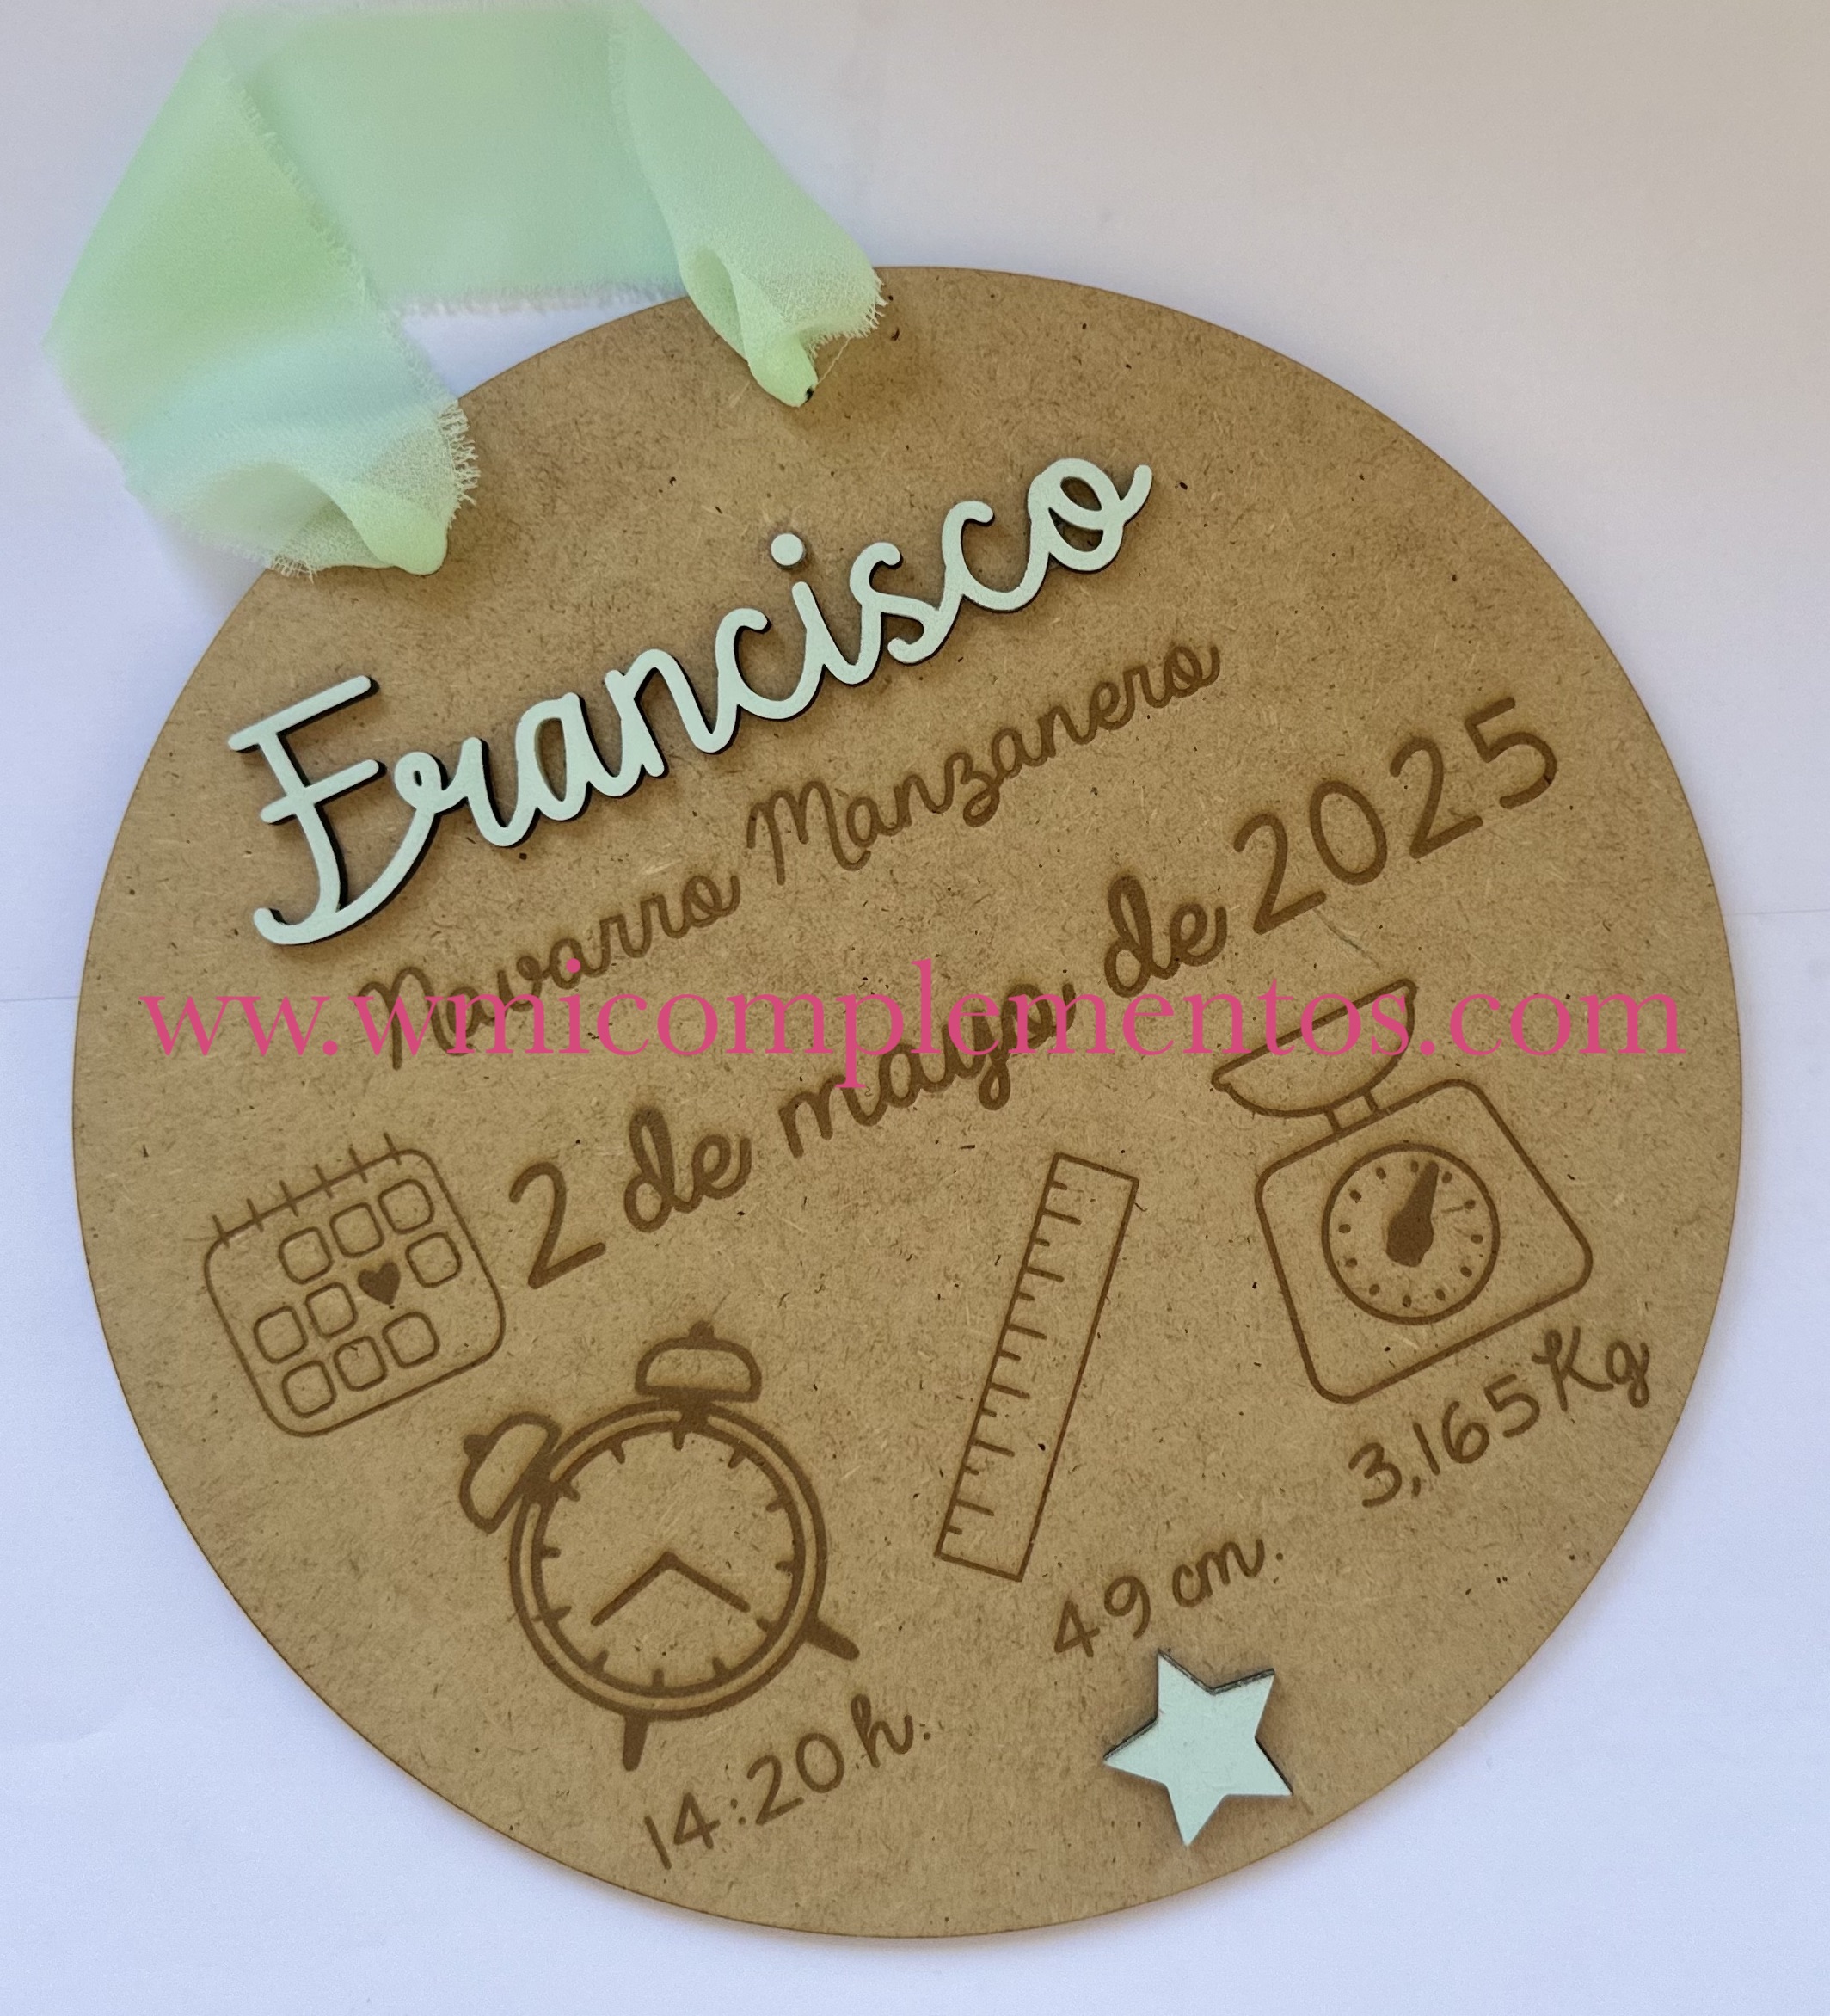 Francisco
Navarro Manzanero
2 de mayo de 2025
www.wmicomplementos.com
3,165 Kg
49 cm.
14:20 h.